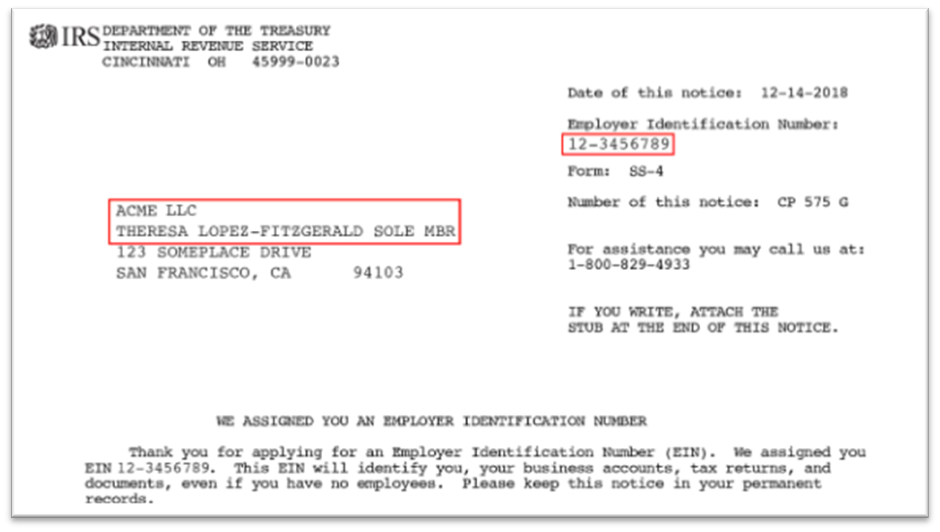 IRS DEPARTMENT OF THE TREASURY
INTERNAL REVENUE SERVICE
CINCINNATI OH 45999-0023
Date of this notice: 12-14-2018
Employer Identification Number:
12-3456789
Form: SS-4
Number of this notice: CP 575 G
ACME LLC
THERESA LOPEZ-FITZGERALD SOLE MBR
123 SOMEPLACE DRIVE
SAN FRANCISCO, CA 94103
For assistance you may call us at:
1-800-829-4933
IF YOU WRITE, ATTACH THE
STUB AT THE END OF THIS NOTICE.
WE ASSIGNED YOU AN EMPLOYER IDENTIFICATION NUMBER
Thank you for applying for an Employer Identification Number (EIN). We assigned you
EIN 12-3456789. This EIN will identify you, your business accounts, tax returns, and
documents, even if you have no employees. Please keep this notice in your permanent
records.